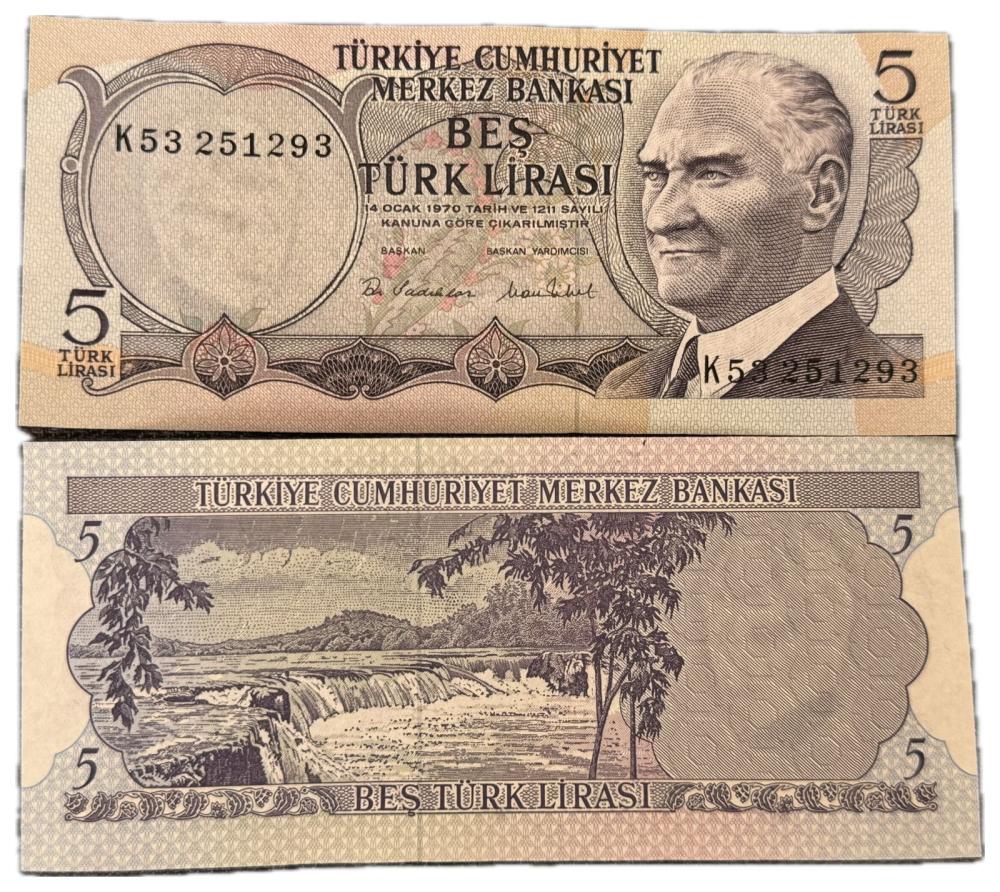 TÜRKİYE CUMHURİYET
MERKEZ BANKASI
5
TÜRK
LİRASI
K53 251293
BEŞ
TÜRK LİRASI
14 OCAK 1970 TARİH VE 1211 SAYILI
KANUNA GÖRE ÇIKARILMIŞTIR
BAŞKAN
BAŞKAN YARDIMCISI
5
TÜRK
LİRASI
K53 251293
TÜRKİYE CUMHURİYET MERKEZ BANKASI
5
5
5
5
BEŞ TÜRK LİRASI